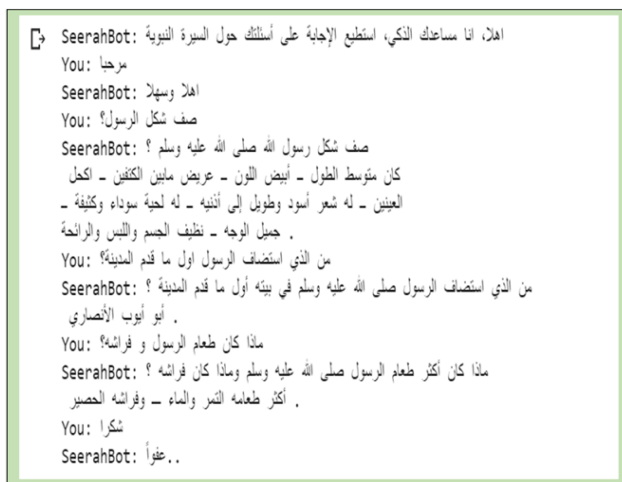 SeerahBot: اهلا، انا مساعدك الذكي، استطيع الإجابة على أسئلتك حول السيرة النبوية
You: مرحبا
SeerahBot: اهلا وسهلا
You: صف شكل الرسول؟
SeerahBot: صف شكل رسول الله صلى الله عليه وسلم ؟
كان متوسط الطول – أبيض اللون – عريض مابين الكتفين – اكحل
العينين – له شعر أسود وطويل إلى أذنيه – له لحية سوداء وكثيفة –
جميل الوجه – نظيف الجسم واللبس والرائحة .
You: من الذي استضاف الرسول اول ما قدم المدينة؟
SeerahBot: من الذي استضاف الرسول صلى الله عليه وسلم في بيته أول ما قدم المدينة ؟
أبو أيوب الأنصاري .
You: ماذا كان طعام الرسول و فراشه؟
SeerahBot: ماذا كان أكثر طعام الرسول صلى الله عليه وسلم وماذا كان فراشه ؟
أكثر طعامه التمر والماء – وفراشه الحصير .
You: شكرا
SeerahBot: عفواً..